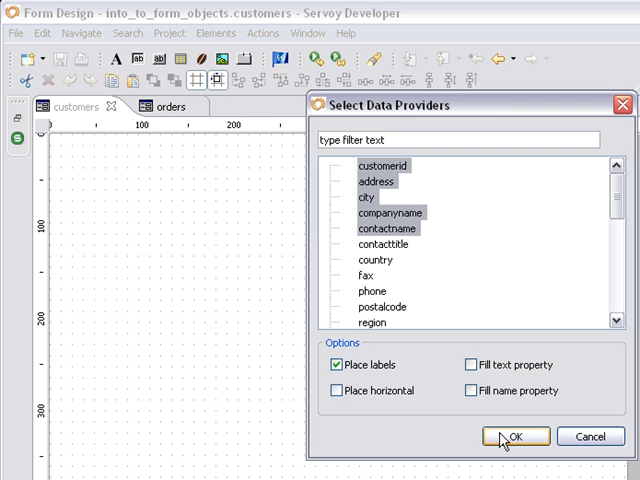 Form Design - into_to_form_objects.customers - Servoy Developer
File Edit Navigate Search Project Elements Actions Window Help
customers orders
0 100 200
100
200
300
Select Data Providers
type filter text
customerid
address
city
companyname
contactname
contacttitle
country
fax
phone
postalcode
region
Options
Place labels Fill text property
Place horizontal Fill name property
OK Cancel